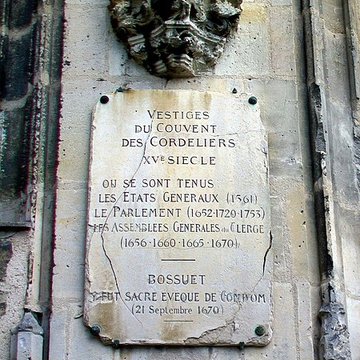 VESTIGES
DU COUVENT
DES CORDELIERS
XVE SIECLE
OU SE SONT TENUS
LES ETATS GENERAUX (1561)
LE PARLEMENT (1652·1720·1753)
LES ASSEMBLEES GENERALES du CLERGE
(1656·1660·1665·1670)
BOSSUET
Y FUT SACRE EVEQUE DE CONDOM
(21 Septembre 1670)